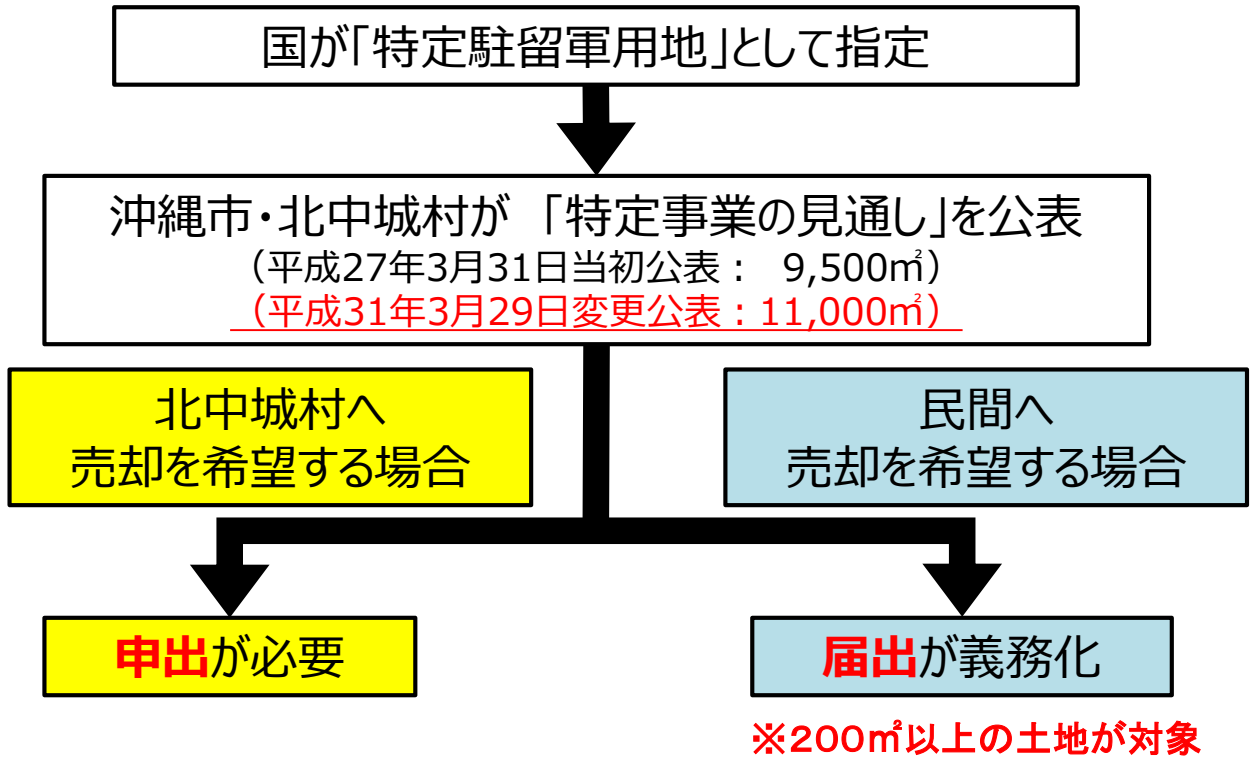 国が「特定駐留軍用地」として指定
沖縄市・北中城村が 「特定事業の見通し」を公表
（平成27年3月31日当初公表： 9,500㎡）
（平成31年3月29日変更公表：11,000㎡）
北中城村へ
売却を希望する場合
民間へ
売却を希望する場合
申出が必要
届出が義務化
※200㎡以上の土地が対象